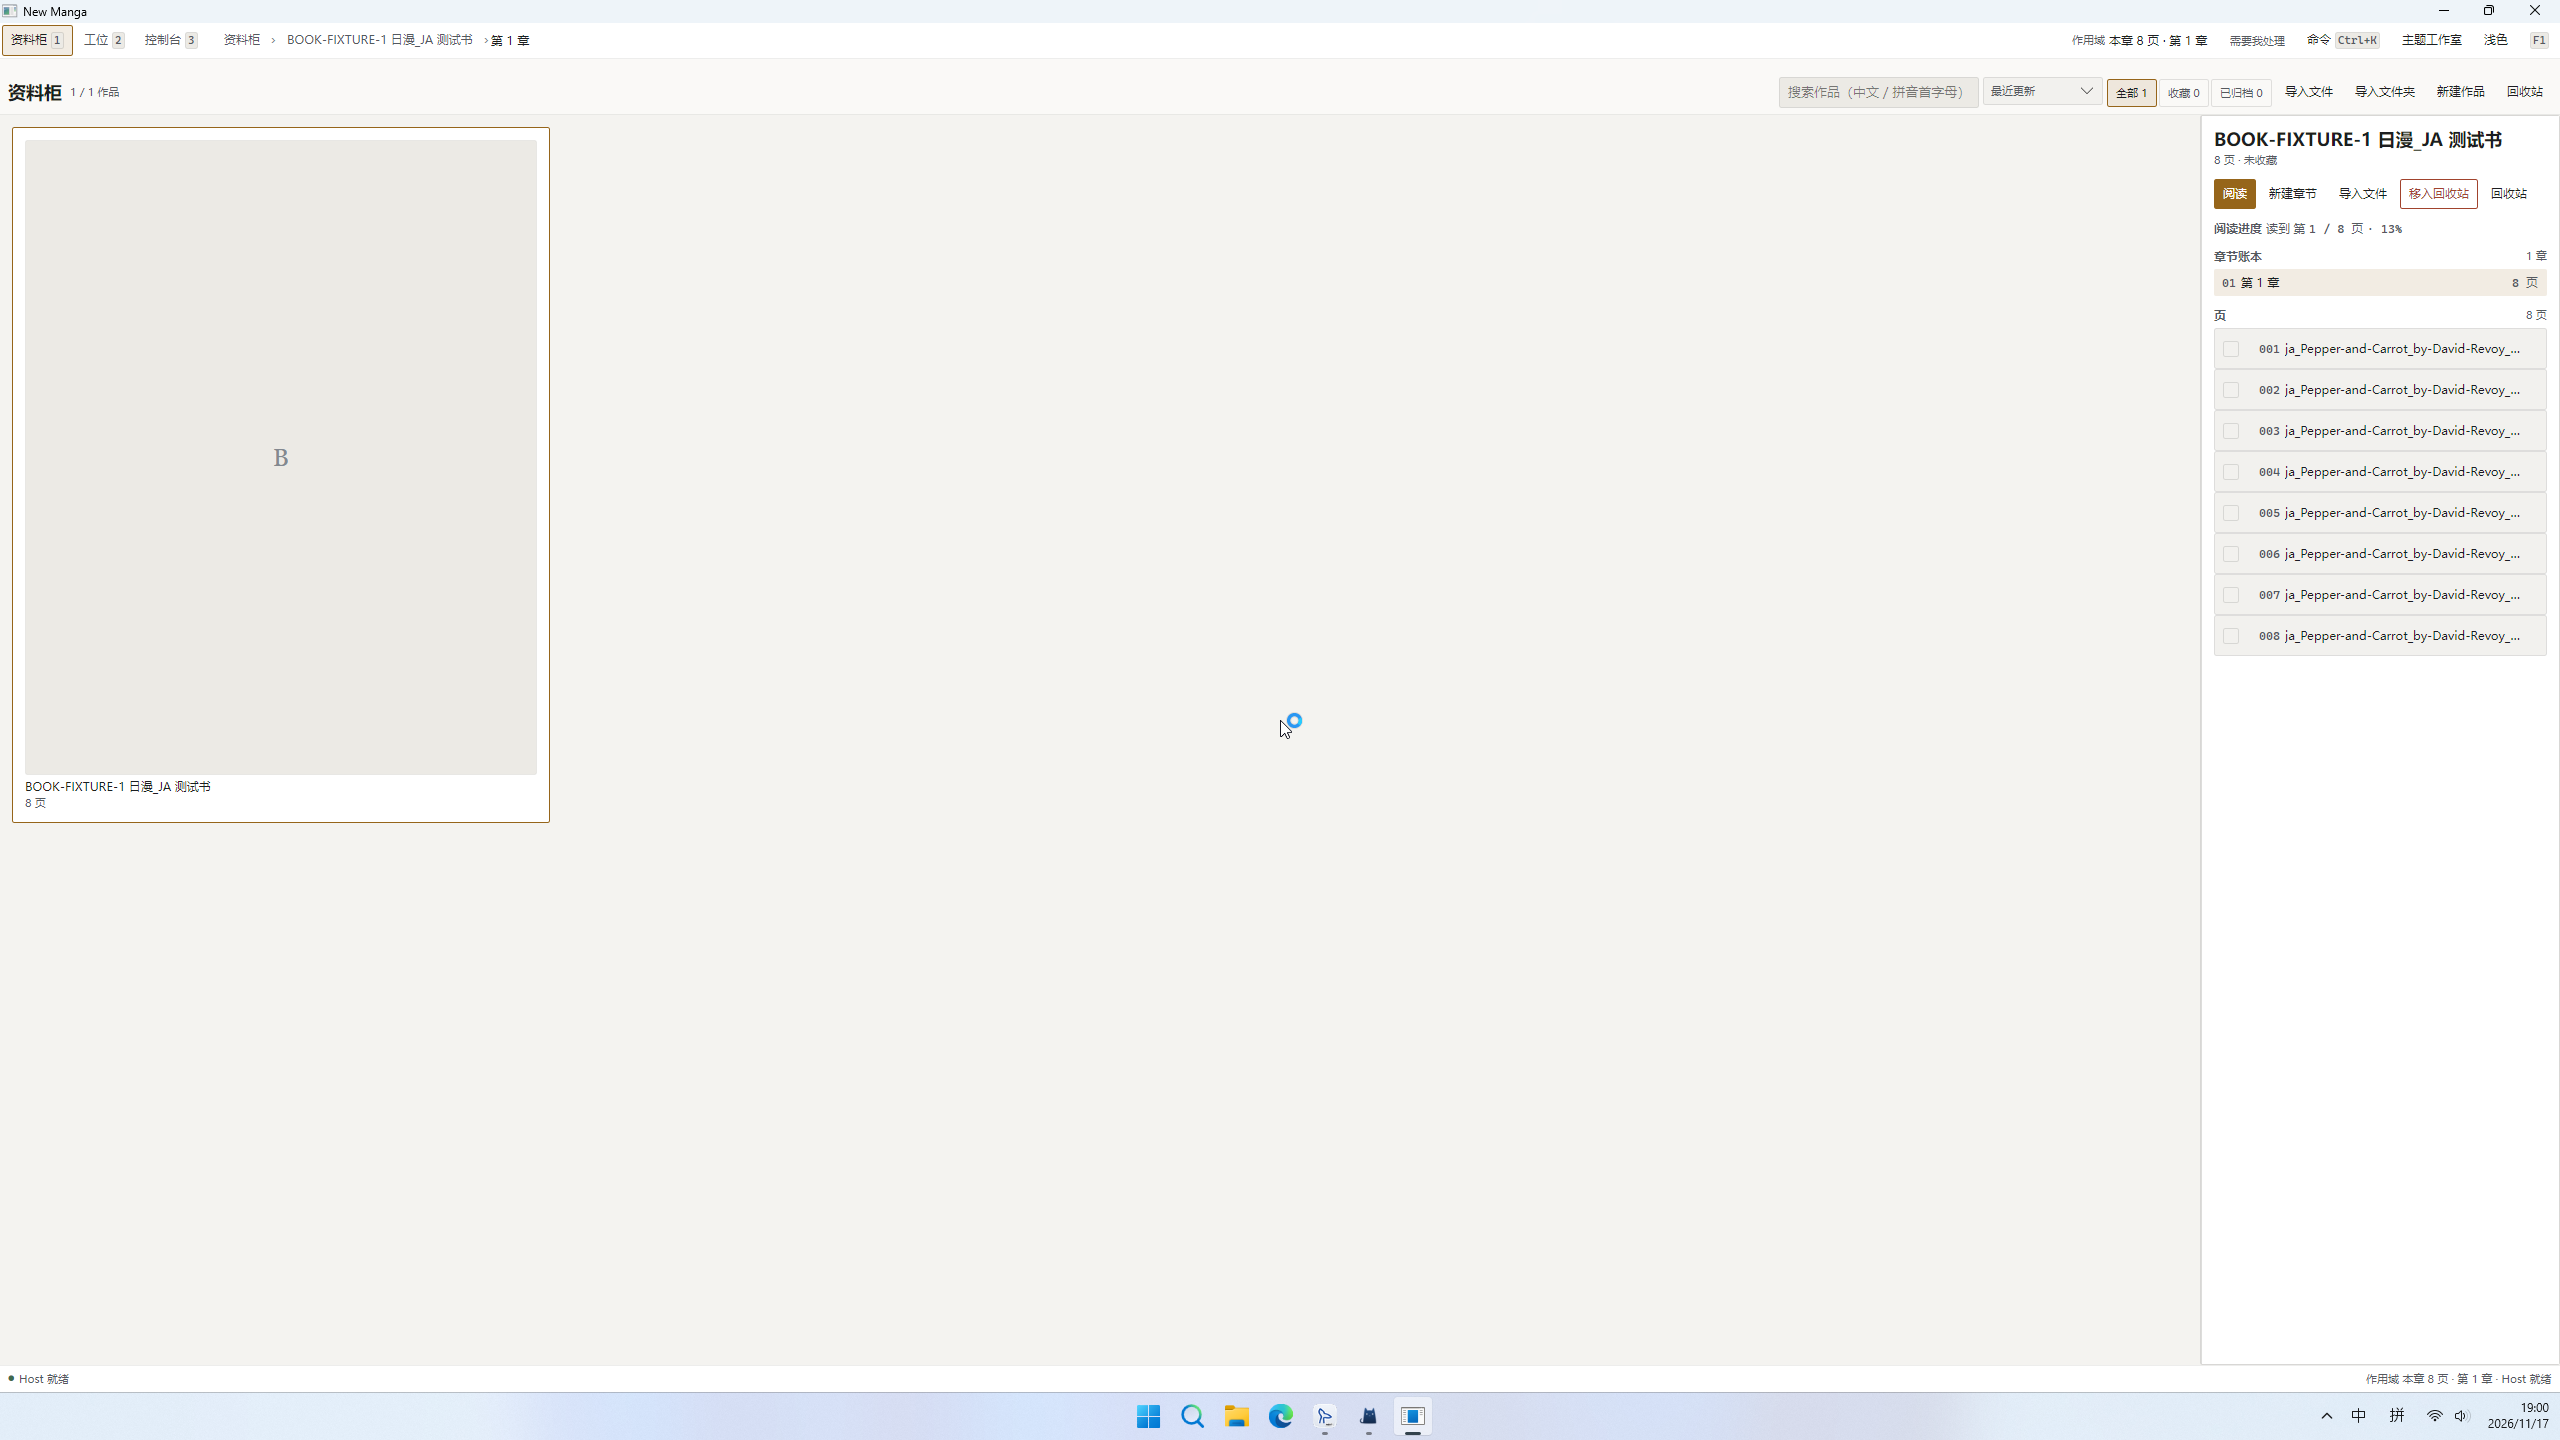 New Manga
资料柜 1 工位 2 控制台 3 资料柜 › BOOK-FIXTURE-1 日漫_JA 测试书 › 第 1 章 作用域 本章 8 页 · 第 1 章 需要我处理 命令 Ctrl+K 主题工作室 浅色 F1
资料柜 1 / 1 作品 搜索作品（中文 / 拼音首字母） 最近更新 全部 1 收藏 0 已归档 0 导入文件 导入文件夹 新建作品 回收站
B
BOOK-FIXTURE-1 日漫_JA 测试书
8 页
BOOK-FIXTURE-1 日漫_JA 测试书
8 页 · 未收藏
阅读 新建章节 导入文件 移入回收站 回收站
阅读进度 读到 第 1 / 8 页 · 13%
章节账本 1 章
01 第 1 章 8 页
页 8 页
001 ja_Pepper-and-Carrot_by-David-Revoy_...
002 ja_Pepper-and-Carrot_by-David-Revoy_...
003 ja_Pepper-and-Carrot_by-David-Revoy_...
004 ja_Pepper-and-Carrot_by-David-Revoy_...
005 ja_Pepper-and-Carrot_by-David-Revoy_...
006 ja_Pepper-and-Carrot_by-David-Revoy_...
007 ja_Pepper-and-Carrot_by-David-Revoy_...
008 ja_Pepper-and-Carrot_by-David-Revoy_...
Host 就绪 作用域 本章 8 页 · 第 1 章 · Host 就绪
中 拼 19:00
2026/11/17